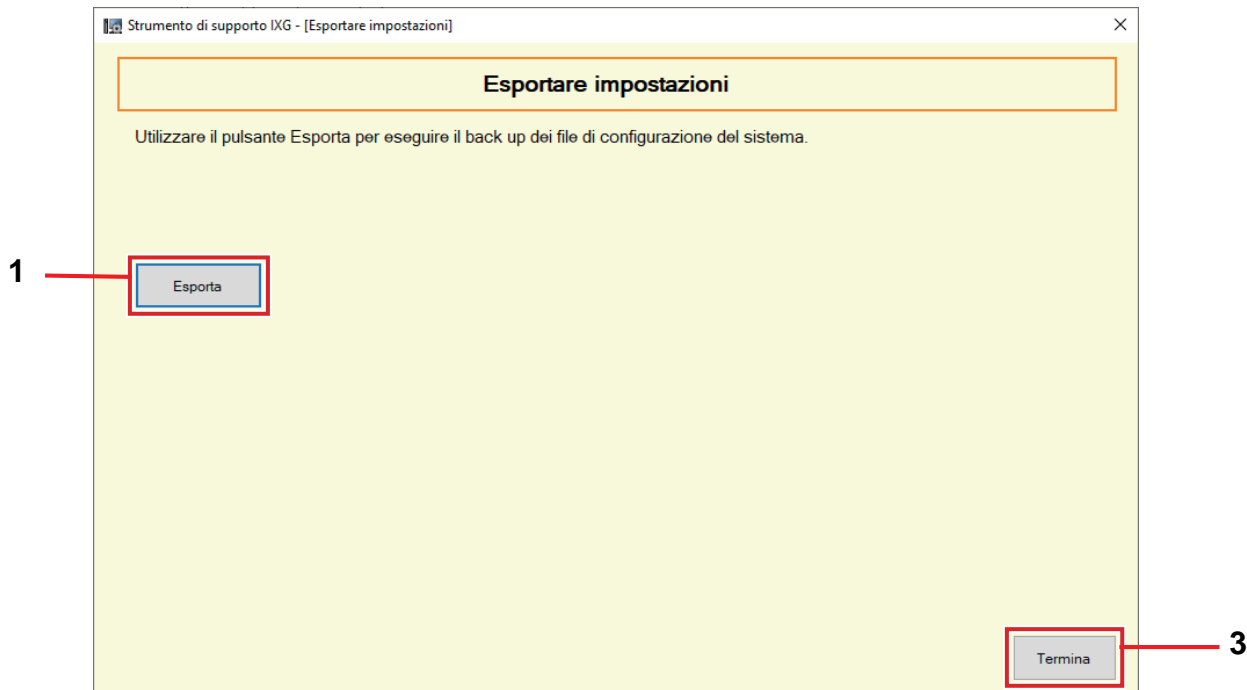 Strumento di supporto IXG - [Esportare impostazioni]
Esportare impostazioni
Utilizzare il pulsante Esporta per eseguire il back up dei file di configurazione del sistema.
1
Esporta
Termina
3